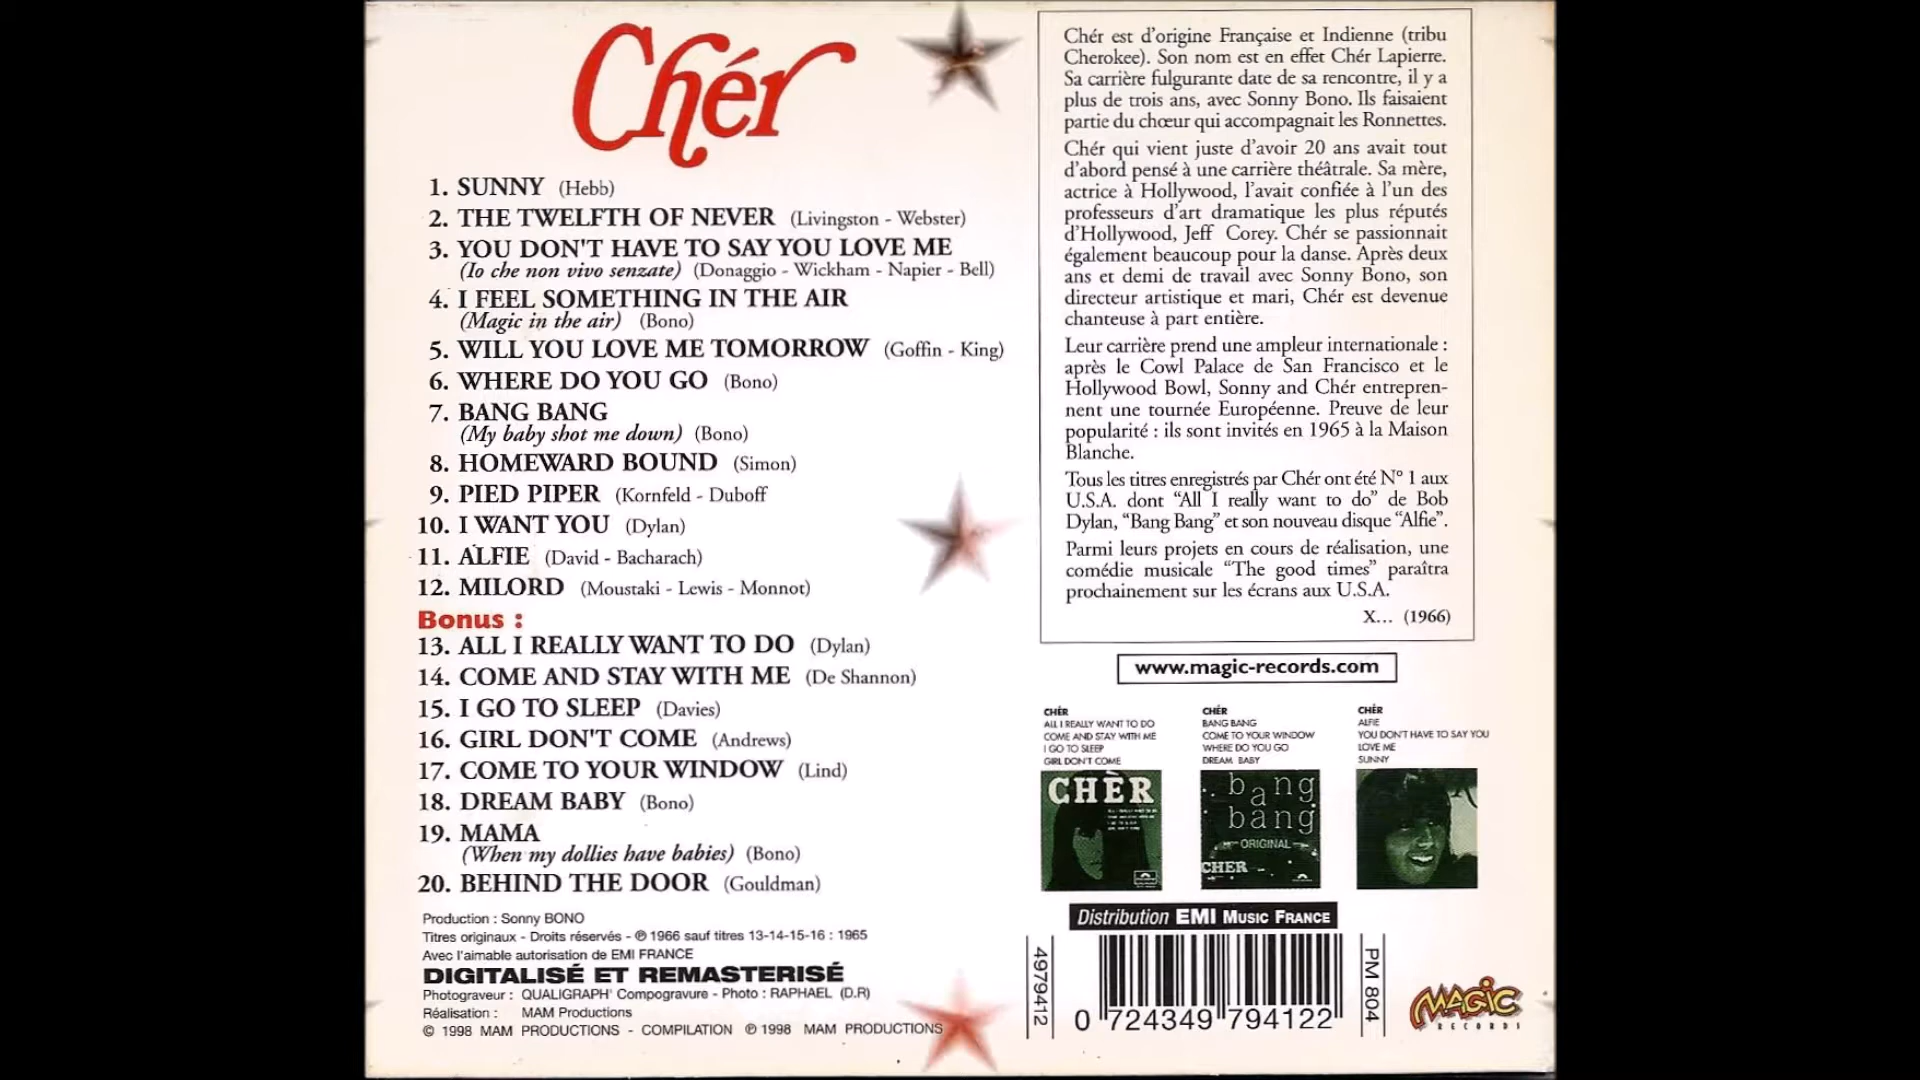 Chér
1. SUNNY (Hebb)
2. THE TWELFTH OF NEVER (Livingston - Webster)
3. YOU DON'T HAVE TO SAY YOU LOVE ME
(Io che non vivo senzate) (Donaggio - Wickham - Napier - Bell)
4. I FEEL SOMETHING IN THE AIR
(Magic in the air) (Bono)
5. WILL YOU LOVE ME TOMORROW (Goffin - King)
6. WHERE DO YOU GO (Bono)
7. BANG BANG
(My baby shot me down) (Bono)
8. HOMEWARD BOUND (Simon)
9. PIED PIPER (Kornfeld - Duboff
10. I WANT YOU (Dylan)
11. ALFIE (David - Bacharach)
12. MILORD (Moustaki - Lewis - Monnot)
Bonus :
13. ALL I REALLY WANT TO DO (Dylan)
14. COME AND STAY WITH ME (De Shannon)
15. I GO TO SLEEP (Davies)
16. GIRL DON'T COME (Andrews)
17. COME TO YOUR WINDOW (Lind)
18. DREAM BABY (Bono)
19. MAMA
(When my dollies have babies) (Bono)
20. BEHIND THE DOOR (Gouldman)
Production : Sonny BONO
Titres originaux - Droits réservés - ℗ 1966 sauf titres 13-14-15-16 : 1965
Avec l'aimable autorisation de EMI FRANCE
DIGITALISÉ ET REMASTERISÉ
Photograveur : QUALIGRAPH' Compogravure - Photo : RAPHAEL (D.R)
Réalisation : MAM Productions
© 1998 MAM PRODUCTIONS - COMPILATION ℗ 1998 MAM PRODUCTIONS
Chér est d'origine Française et Indienne (tribu
Cherokee). Son nom est en effet Chér Lapierre.
Sa carrière fulgurante date de sa rencontre, il y a
plus de trois ans, avec Sonny Bono. Ils faisaient
partie du chœur qui accompagnait les Ronnettes.
Chér qui vient juste d'avoir 20 ans avait tout
d'abord pensé à une carrière théâtrale. Sa mère,
actrice à Hollywood, l'avait confiée à l'un des
professeurs d'art dramatique les plus réputés
d'Hollywood, Jeff Corey. Chér se passionnait
également beaucoup pour la danse. Après deux
ans et demi de travail avec Sonny Bono, son
directeur artistique et mari, Chér est devenue
chanteuse à part entière.
Leur carrière prend une ampleur internationale :
après le Cowl Palace de San Francisco et le
Hollywood Bowl, Sonny and Chér entrepren-
nent une tournée Européenne. Preuve de leur
popularité : ils sont invités en 1965 à la Maison
Blanche.
Tous les titres enregistrés par Chér ont été N° 1 aux
U.S.A. dont "All I really want to do" de Bob
Dylan, "Bang Bang" et son nouveau disque "Alfie".
Parmi leurs projets en cours de réalisation, une
comédie musicale "The good times" paraîtra
prochainement sur les écrans aux U.S.A.
X... (1966)
www.magic-records.com
CHÉR
ALL I REALLY WANT TO DO
COME AND STAY WITH ME
I GO TO SLEEP
GIRL DON'T COME
CHÈR
CHÉR
BANG BANG
COME TO YOUR WINDOW
WHERE DO YOU GO
DREAM BABY
bang
bang
ORIGINAL
CHER
CHÉR
ALFIE
YOU DON'T HAVE TO SAY YOU
LOVE ME
SUNNY
Distribution EMI MUSIC FRANCE
4979412
0 724349 794122
PM 804
MAGIC
RECORDS